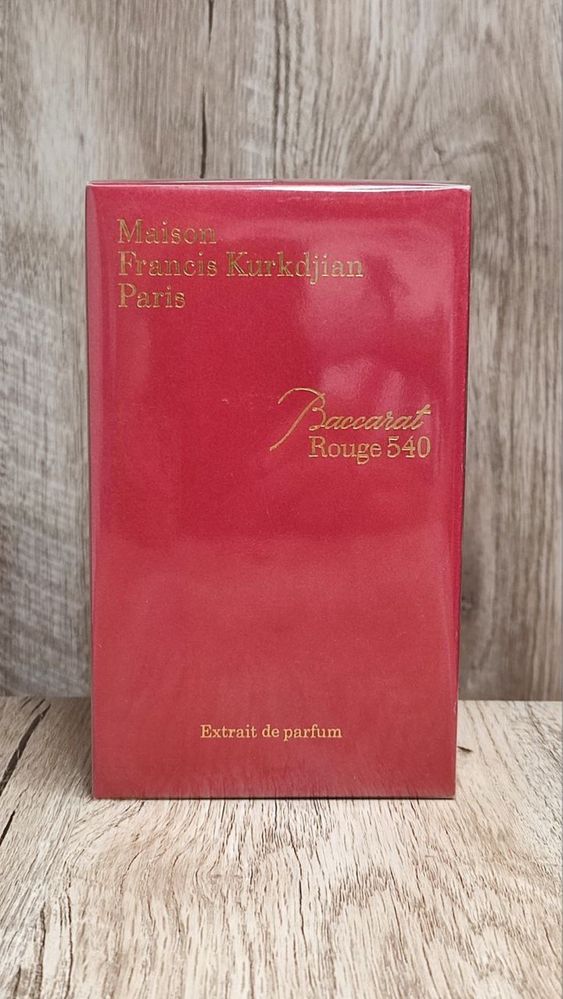 Maison
Francis Kurkdjian
Paris
Baccarat
Rouge 540
Extrait de parfum